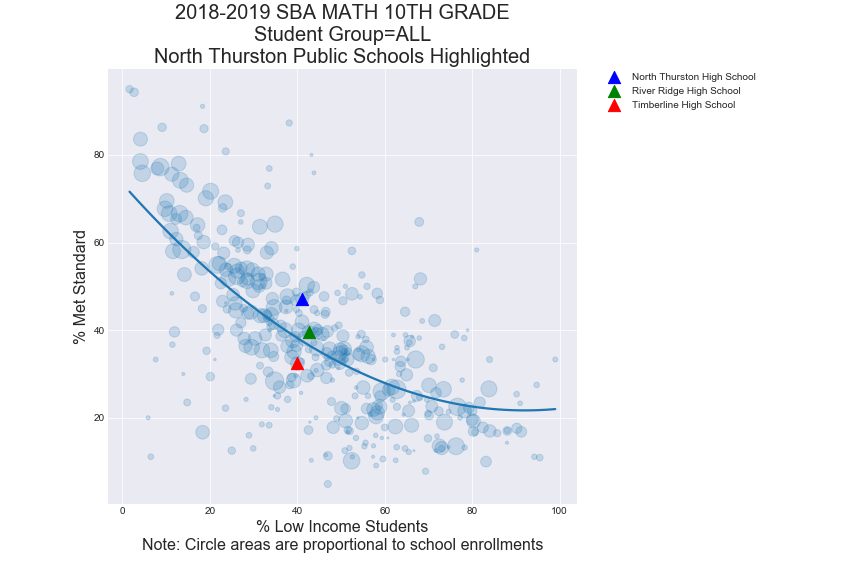 2018-2019 SBA MATH 10TH GRADE
Student Group=ALL
North Thurston Public Schools Highlighted
North Thurston High School
River Ridge High School
Timberline High School
% Met Standard
80
60
40
20
0 20 40 60 80 100
% Low Income Students
Note: Circle areas are proportional to school enrollments